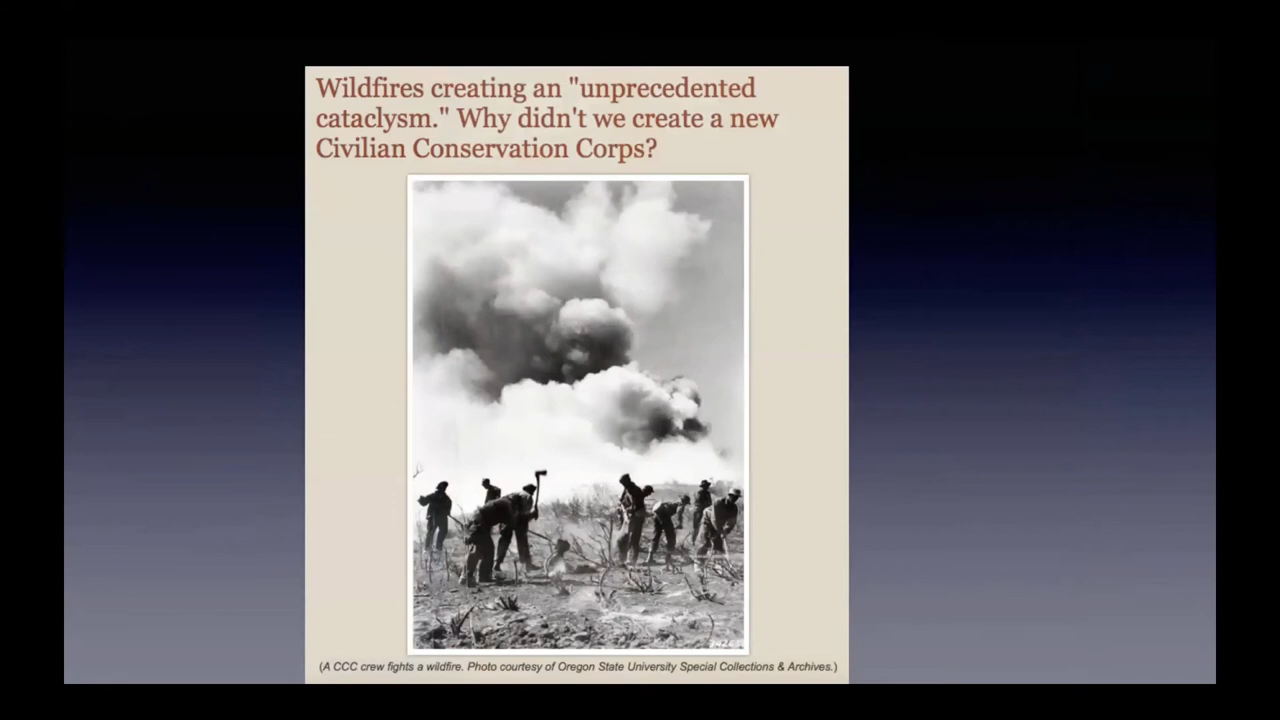 Wildfires creating an "unprecedented
cataclysm." Why didn't we create a new
Civilian Conservation Corps?
(A CCC crew fights a wildfire. Photo courtesy of Oregon State University Special Collections & Archives.)